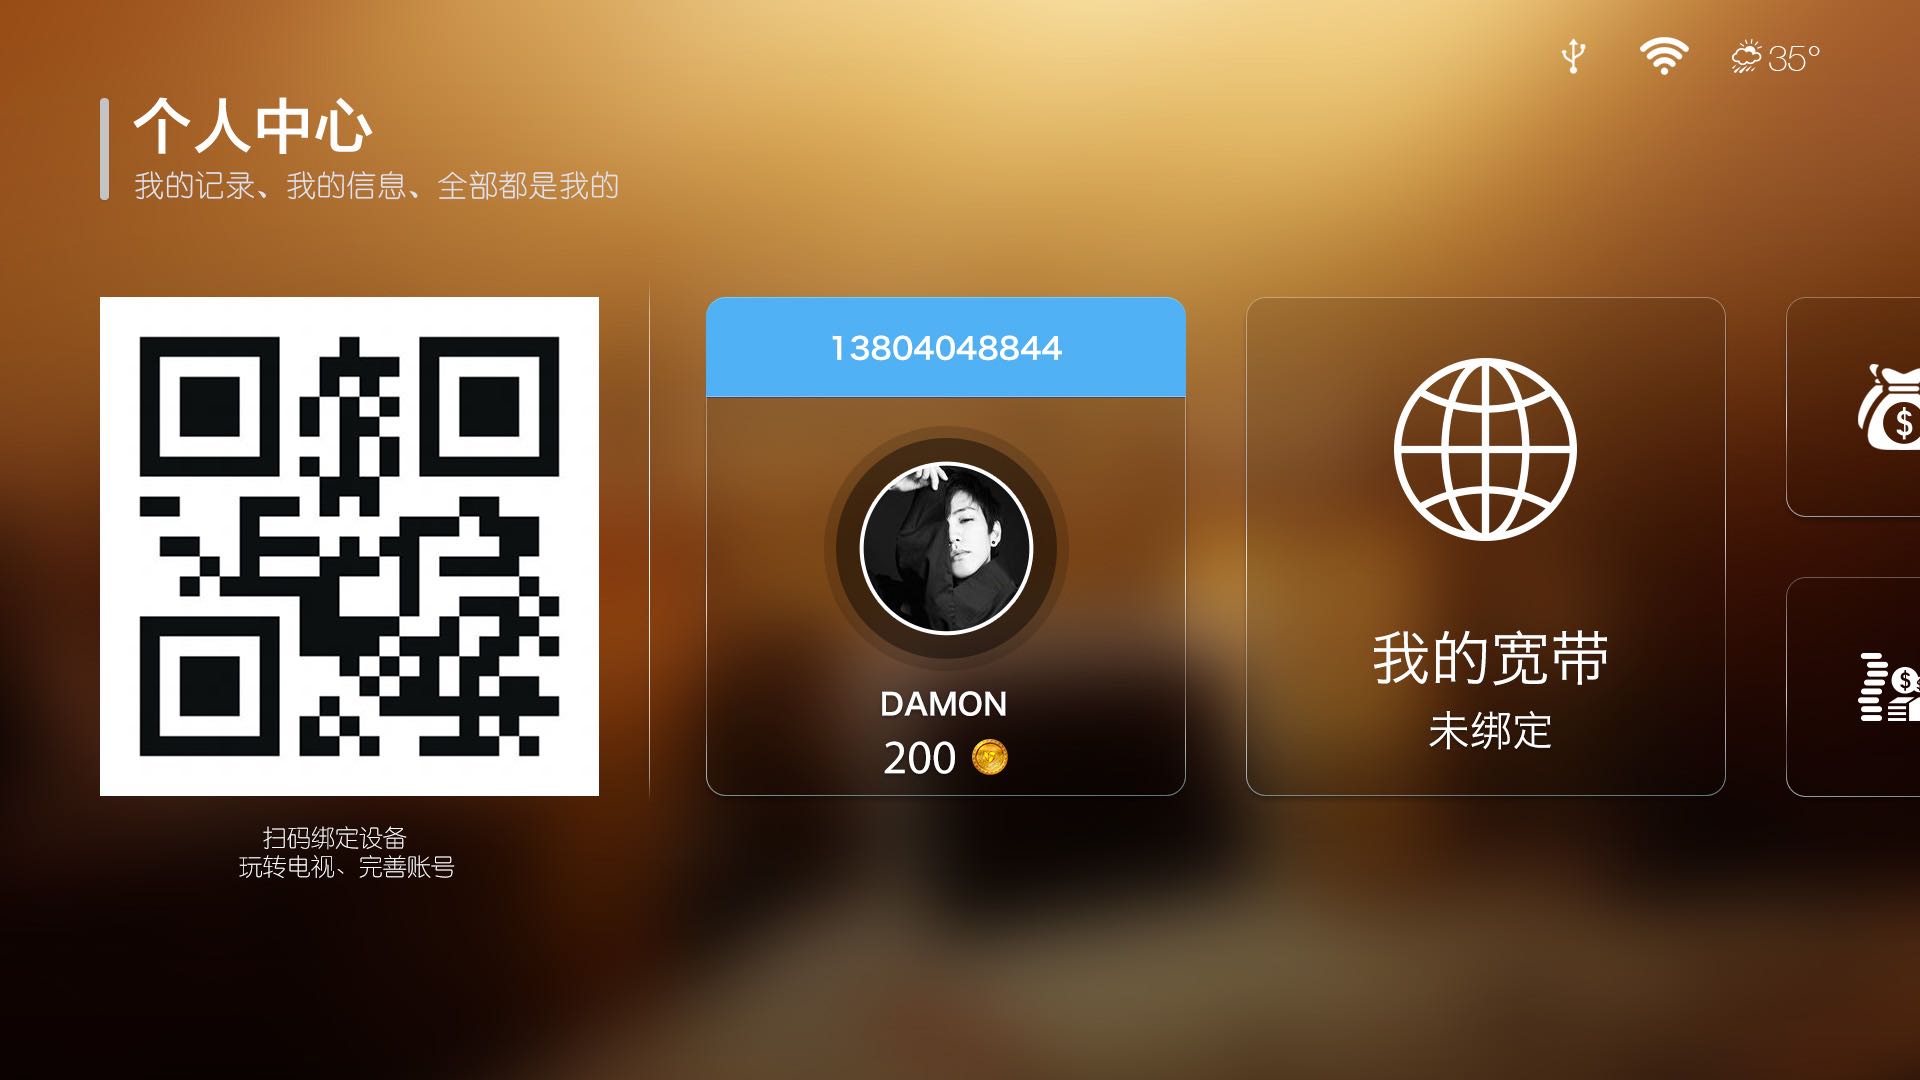 35°
个人中心
我的记录、我的信息、全部都是我的
13804048844
DAMON
200
我的宽带
未绑定
扫码绑定设备
玩转电视、完善账号